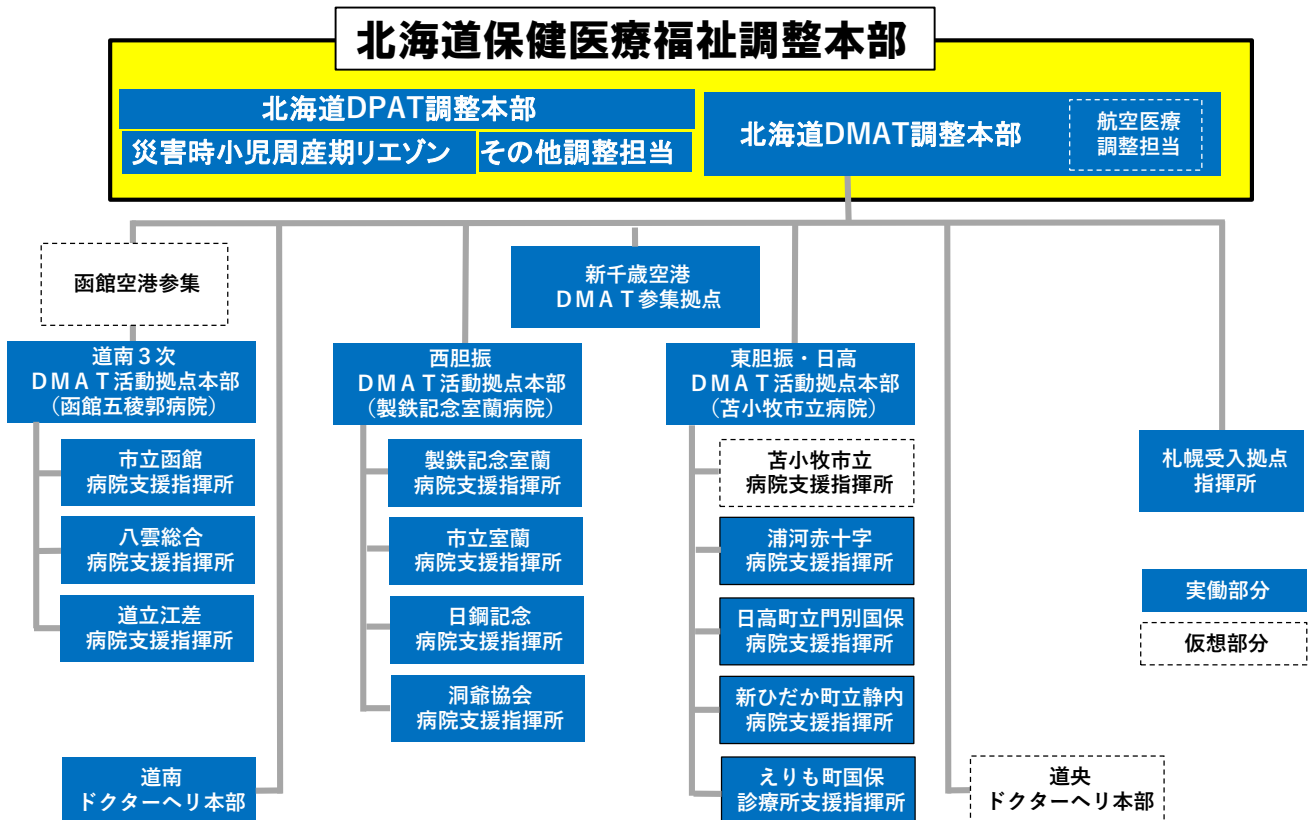 北海道保健医療福祉調整本部
北海道DPAT調整本部
災害時小児周産期リエゾン
その他調整担当
北海道DMAT調整本部
航空医療
調整担当
函館空港参集
新千歳空港
ＤＭＡＴ参集拠点
道南３次
ＤＭＡＴ活動拠点本部
（函館五稜郭病院）
市立函館
病院支援指揮所
八雲総合
病院支援指揮所
道立江差
病院支援指揮所
道南
ドクターヘリ本部
西胆振
ＤＭＡＴ活動拠点本部
（製鉄記念室蘭病院）
製鉄記念室蘭
病院支援指揮所
市立室蘭
病院支援指揮所
日鋼記念
病院支援指揮所
洞爺協会
病院支援指揮所
東胆振・日高
ＤＭＡＴ活動拠点本部
（苫小牧市立病院）
苫小牧市立
病院支援指揮所
浦河赤十字
病院支援指揮所
日高町立門別国保
病院支援指揮所
新ひだか町立静内
病院支援指揮所
えりも町国保
診療所支援指揮所
道央
ドクターヘリ本部
札幌受入拠点
指揮所
実働部分
仮想部分